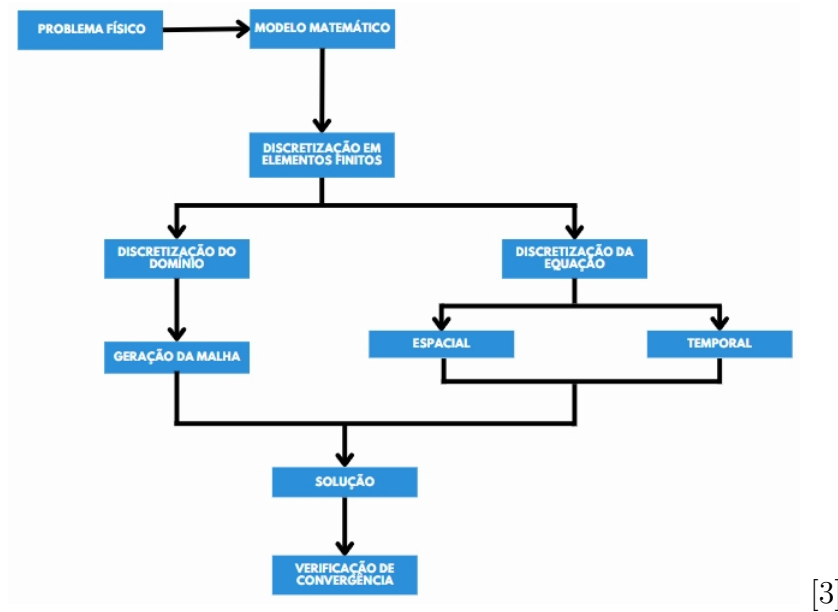 PROBLEMA FÍSICO
MODELO MATEMÁTICO
DISCRETIZAÇÃO EM
ELEMENTOS FINITOS
DISCRETIZAÇÃO DO
DOMÍNIO
DISCRETIZAÇÃO DA
EQUAÇÃO
ESPACIAL
TEMPORAL
GERAÇÃO DA MALHA
SOLUÇÃO
VERIFICAÇÃO DE
CONVERGÊNCIA
[3]